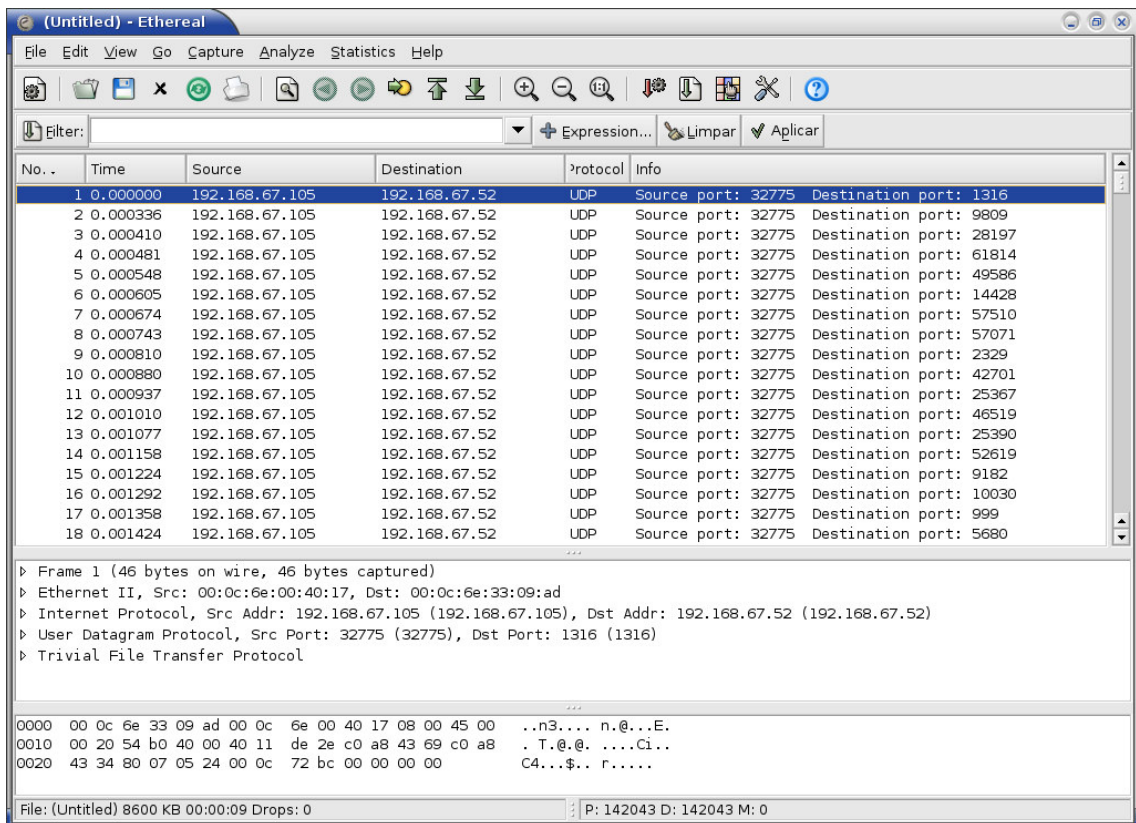 (Untitled) - Ethereal
File Edit View Go Capture Analyze Statistics Help
Filter: Expression... Limpar Aplicar
No. . Time Source Destination Protocol Info
1 0.000000 192.168.67.105 192.168.67.52 UDP Source port: 32775 Destination port: 1316
2 0.000336 192.168.67.105 192.168.67.52 UDP Source port: 32775 Destination port: 9809
3 0.000410 192.168.67.105 192.168.67.52 UDP Source port: 32775 Destination port: 28197
4 0.000481 192.168.67.105 192.168.67.52 UDP Source port: 32775 Destination port: 61814
5 0.000548 192.168.67.105 192.168.67.52 UDP Source port: 32775 Destination port: 49586
6 0.000605 192.168.67.105 192.168.67.52 UDP Source port: 32775 Destination port: 14428
7 0.000674 192.168.67.105 192.168.67.52 UDP Source port: 32775 Destination port: 57510
8 0.000743 192.168.67.105 192.168.67.52 UDP Source port: 32775 Destination port: 57071
9 0.000810 192.168.67.105 192.168.67.52 UDP Source port: 32775 Destination port: 2329
10 0.000880 192.168.67.105 192.168.67.52 UDP Source port: 32775 Destination port: 42701
11 0.000937 192.168.67.105 192.168.67.52 UDP Source port: 32775 Destination port: 25367
12 0.001010 192.168.67.105 192.168.67.52 UDP Source port: 32775 Destination port: 46519
13 0.001077 192.168.67.105 192.168.67.52 UDP Source port: 32775 Destination port: 25390
14 0.001158 192.168.67.105 192.168.67.52 UDP Source port: 32775 Destination port: 52619
15 0.001224 192.168.67.105 192.168.67.52 UDP Source port: 32775 Destination port: 9182
16 0.001292 192.168.67.105 192.168.67.52 UDP Source port: 32775 Destination port: 10030
17 0.001358 192.168.67.105 192.168.67.52 UDP Source port: 32775 Destination port: 999
18 0.001424 192.168.67.105 192.168.67.52 UDP Source port: 32775 Destination port: 5680
Frame 1 (46 bytes on wire, 46 bytes captured)
Ethernet II, Src: 00:0c:6e:00:40:17, Dst: 00:0c:6e:33:09:ad
Internet Protocol, Src Addr: 192.168.67.105 (192.168.67.105), Dst Addr: 192.168.67.52 (192.168.67.52)
User Datagram Protocol, Src Port: 32775 (32775), Dst Port: 1316 (1316)
Trivial File Transfer Protocol
0000 00 0c 6e 33 09 ad 00 0c 6e 00 40 17 08 00 45 00 ..n3.... n.@...E.
0010 00 20 54 b0 40 00 40 11 de 2e c0 a8 43 69 c0 a8 . T.@.@. ....Ci..
0020 43 34 80 07 05 24 00 0c 72 bc 00 00 00 00 C4...$.. r.....
File: (Untitled) 8600 KB 00:00:09 Drops: 0 P: 142043 D: 142043 M: 0